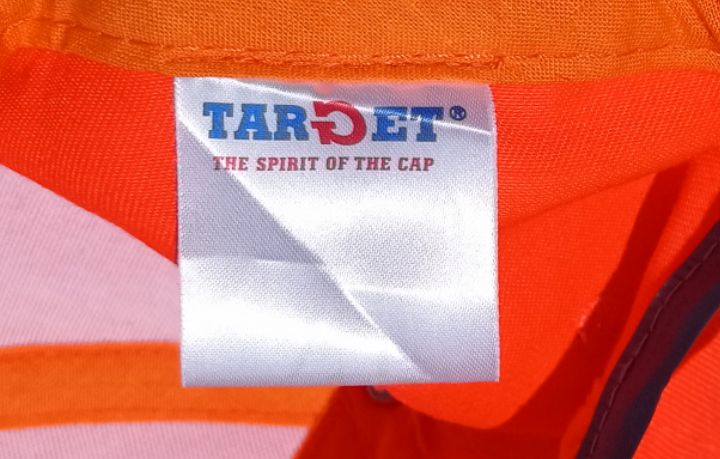 TARGET®
THE SPIRIT OF THE CAP